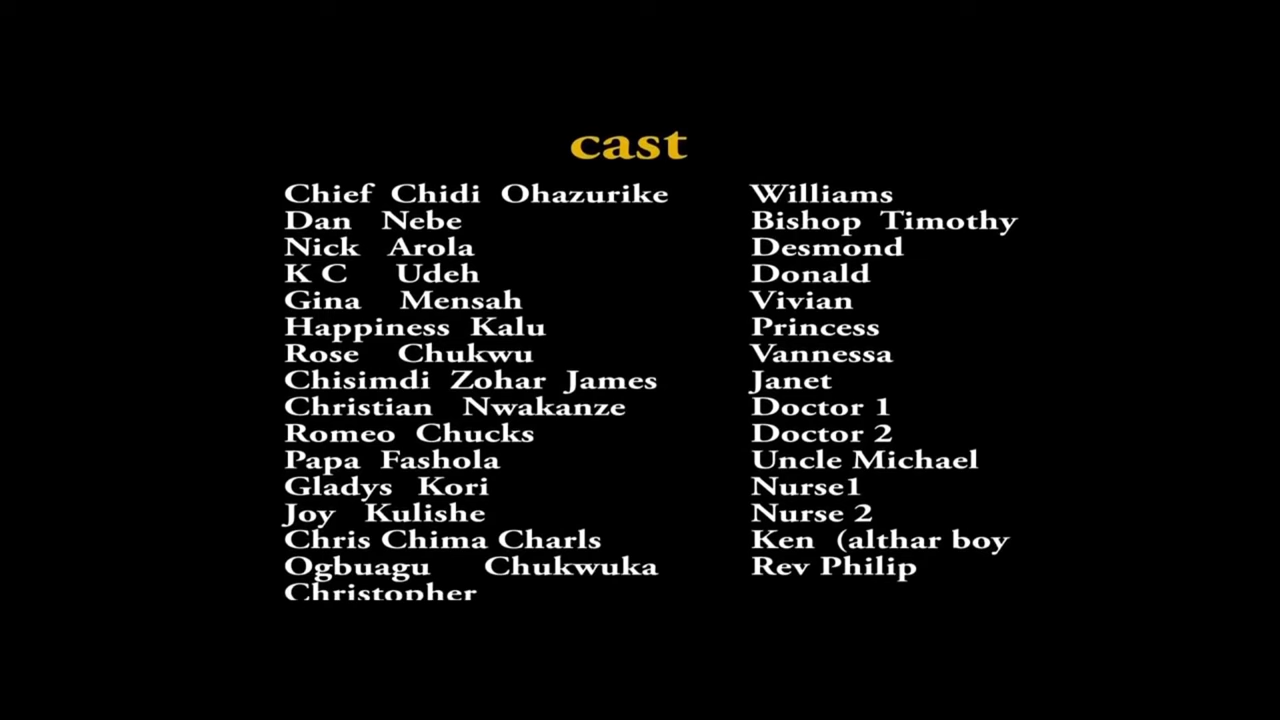 cast
Chief Chidi Ohazurike Williams
Dan Nebe Bishop Timothy
Nick Arola Desmond
K C Udeh Donald
Gina Mensah Vivian
Happiness Kalu Princess
Rose Chukwu Vannessa
Chisimdi Zohar James Janet
Christian Nwakanze Doctor 1
Romeo Chucks Doctor 2
Papa Fashola Uncle Michael
Gladys Kori Nurse1
Joy Kulishe Nurse 2
Chris Chima Charls Ken (althar boy
Ogbuagu Chukwuka Rev Philip
Christopher